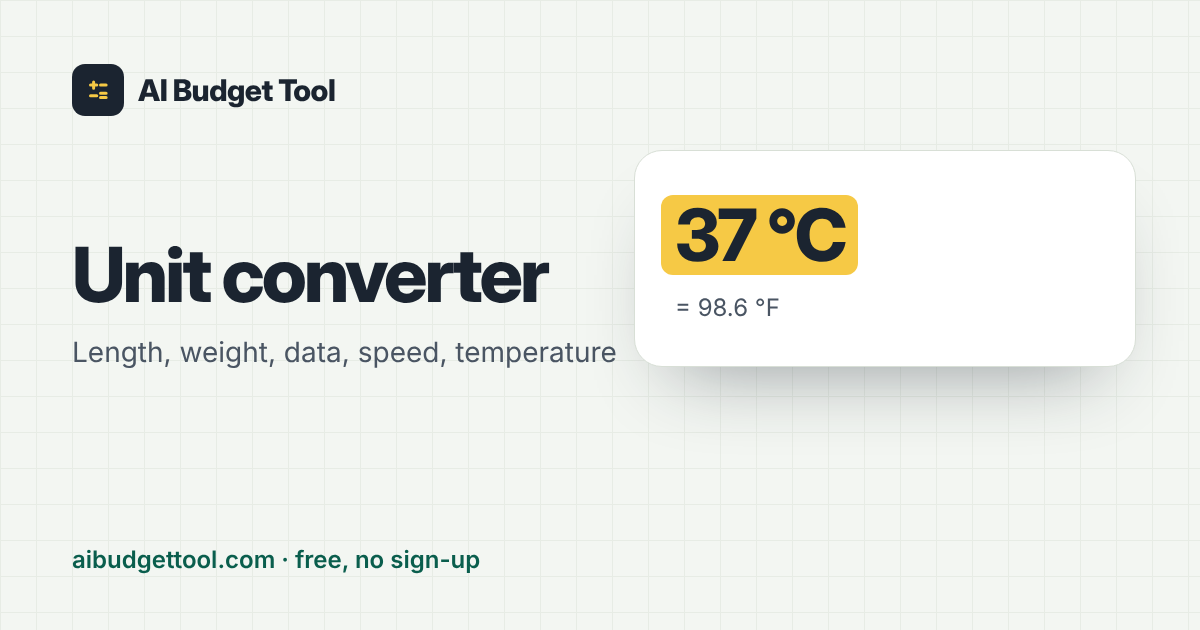 AI Budget Tool
Unit converter
Length, weight, data, speed, temperature
37 °C
= 98.6 °F
aibudgettool.com · free, no sign-up